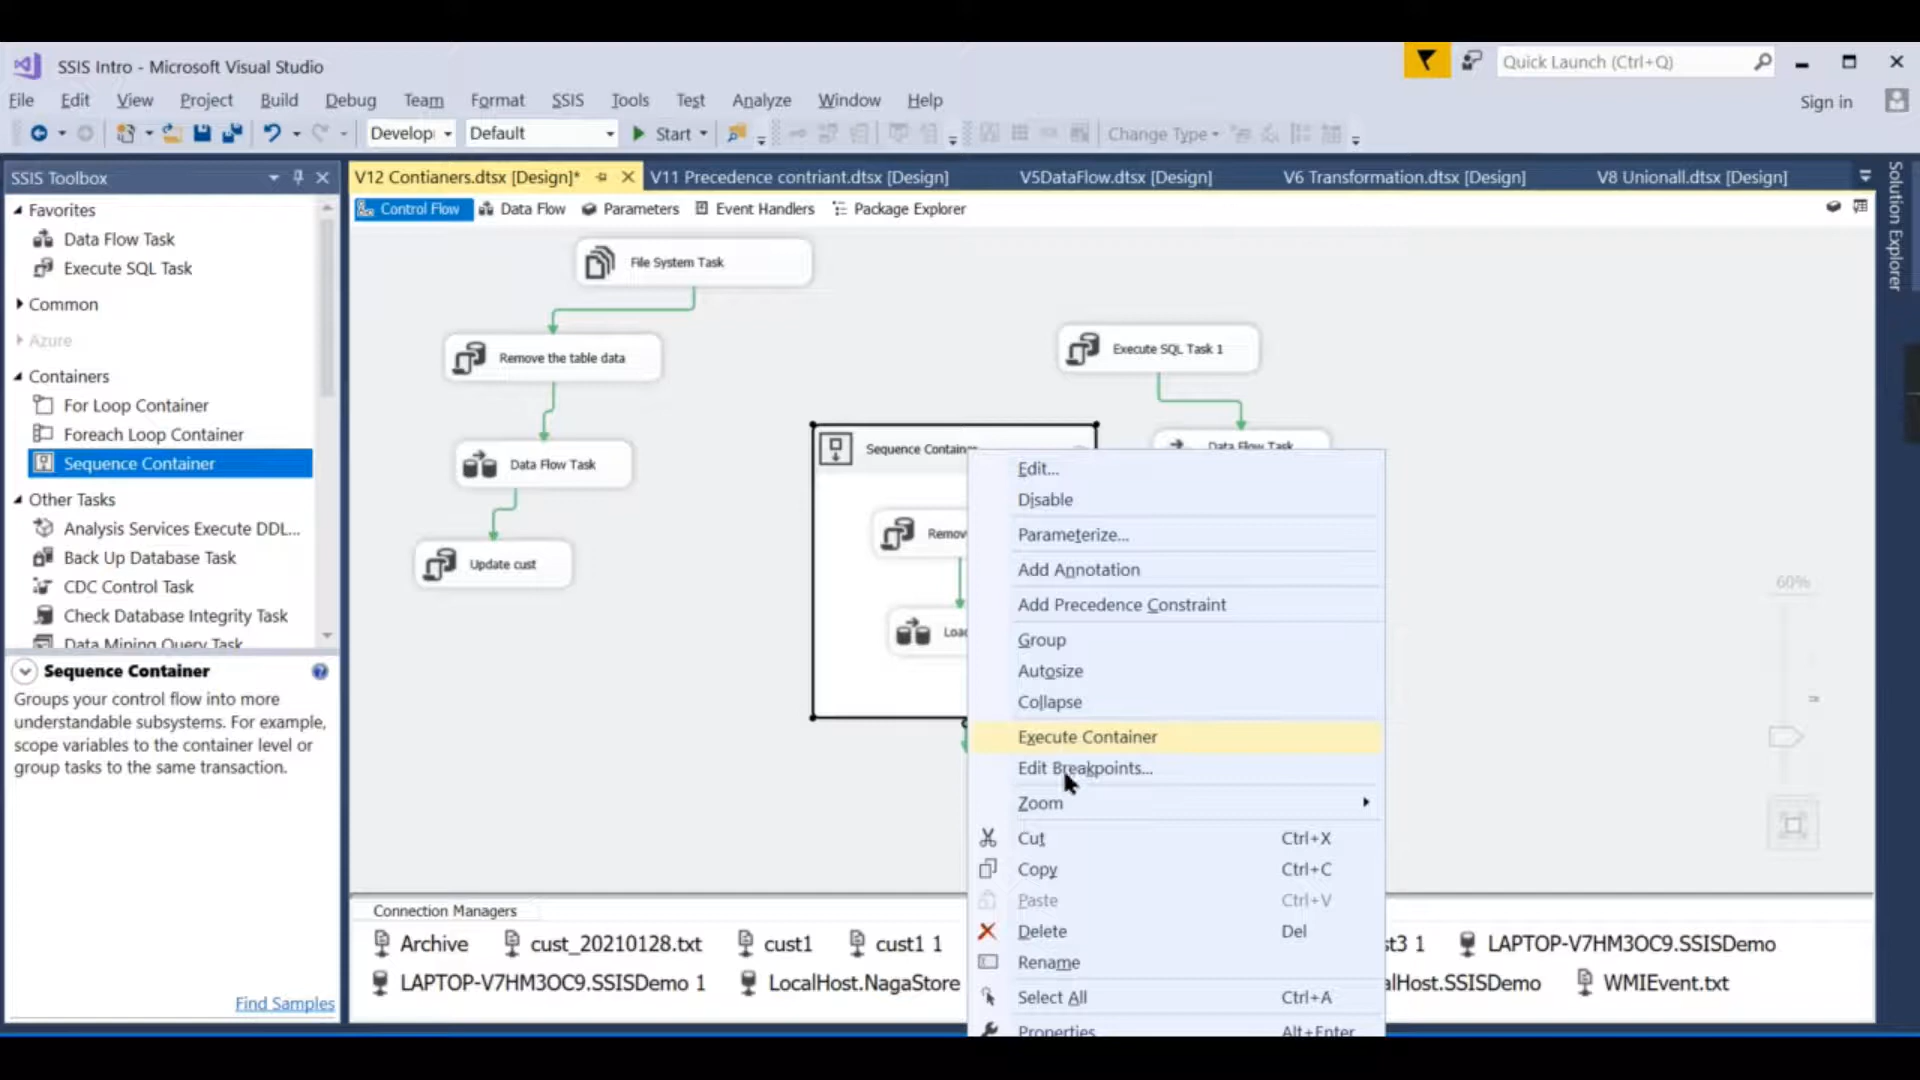 SSIS Intro - Microsoft Visual Studio
Quick Launch (Ctrl+Q)
File Edit View Project Build Debug Team Format SSIS Tools Test Analyze Window Help
Sign in
Develop Default Start Change Type
SSIS Toolbox
V12 Contianers.dtsx [Design]* V11 Precedence contriant.dtsx [Design] V5DataFlow.dtsx [Design] V6 Transformation.dtsx [Design] V8 Unionall.dtsx [Design]
Solution Explorer
Control Flow Data Flow Parameters Event Handlers Package Explorer
Favorites
Data Flow Task
Execute SQL Task
Common
Azure
Containers
For Loop Container
Foreach Loop Container
Sequence Container
Other Tasks
Analysis Services Execute DDL...
Back Up Database Task
CDC Control Task
Check Database Integrity Task
Data Mining Query Task
Sequence Container
Groups your control flow into more
understandable subsystems. For example,
scope variables to the container level or
group tasks to the same transaction.
Find Samples
File System Task
Remove the table data
Data Flow Task
Update cust
Execute SQL Task 1
Data Flow Task
Sequence Container
Remov
Load
Edit...
Disable
Parameterize...
Add Annotation
Add Precedence Constraint
Group
Autosize
Collapse
Execute Container
Edit Breakpoints...
Zoom
Cut Ctrl+X
Copy Ctrl+C
Paste Ctrl+V
Delete Del
Rename
Select All Ctrl+A
Properties Alt+Enter
60%
Connection Managers
Archive cust_20210128.txt cust1 cust1 1 st3 1 LAPTOP-V7HM3OC9.SSISDemo
LAPTOP-V7HM3OC9.SSISDemo 1 LocalHost.NagaStore alHost.SSISDemo WMIEvent.txt